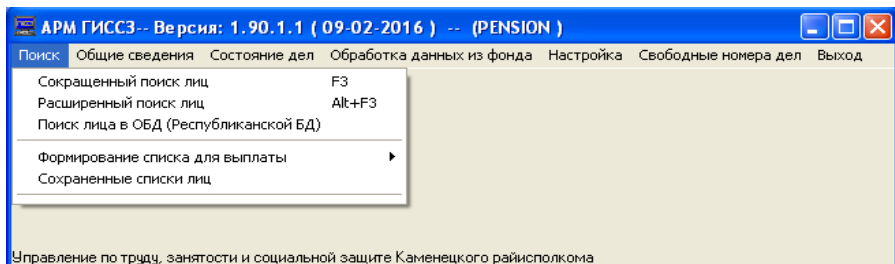 АРМ ГИССЗ-- Версия: 1.90.1.1 ( 09-02-2016 ) -- (PENSION )
Поиск Общие сведения Состояние дел Обработка данных из фонда Настройка Свободные номера дел Выход
Сокращенный поиск лиц F3
Расширенный поиск лиц Alt+F3
Поиск лица в ОБД (Республиканской БД)
Формирование списка для выплаты
Сохраненные списки лиц
Управление по труду, занятости и социальной защите Каменецкого райисполкома